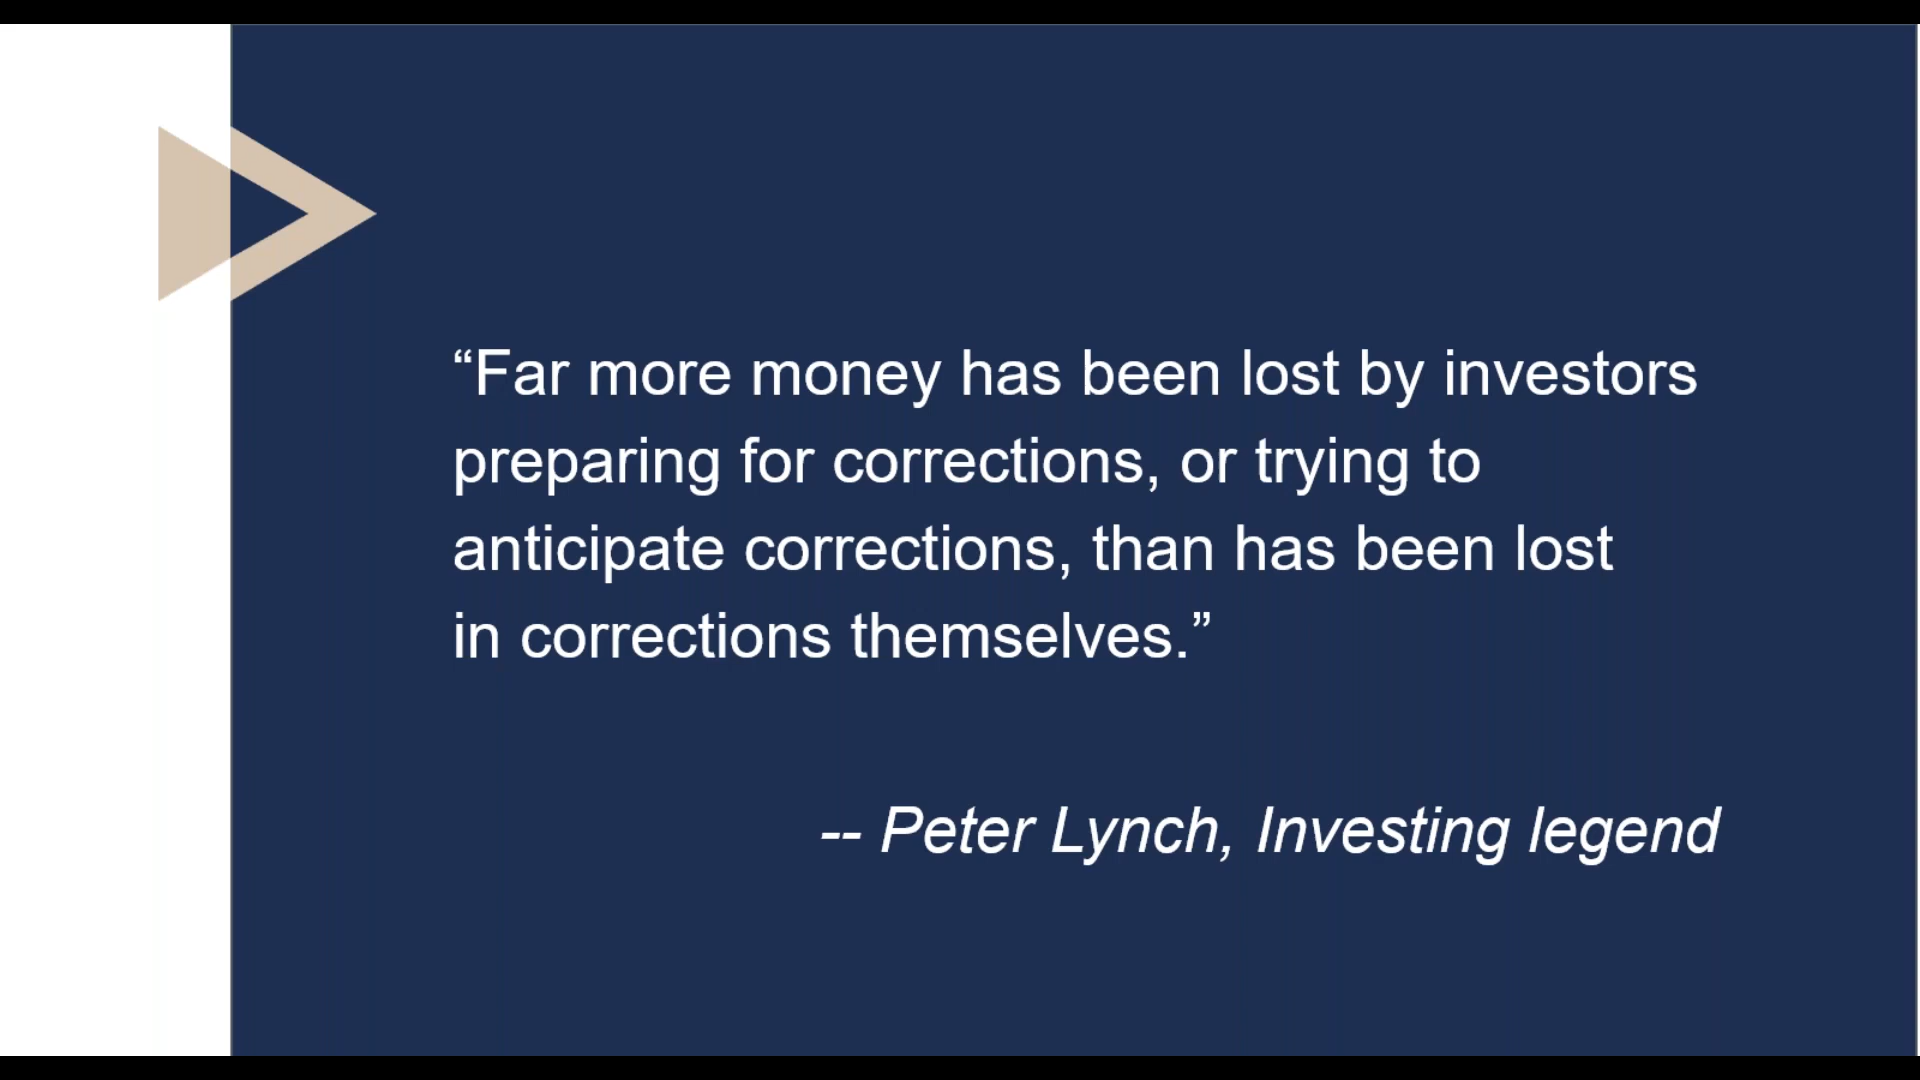 “Far more money has been lost by investors
preparing for corrections, or trying to
anticipate corrections, than has been lost
in corrections themselves.”
-- Peter Lynch, Investing legend